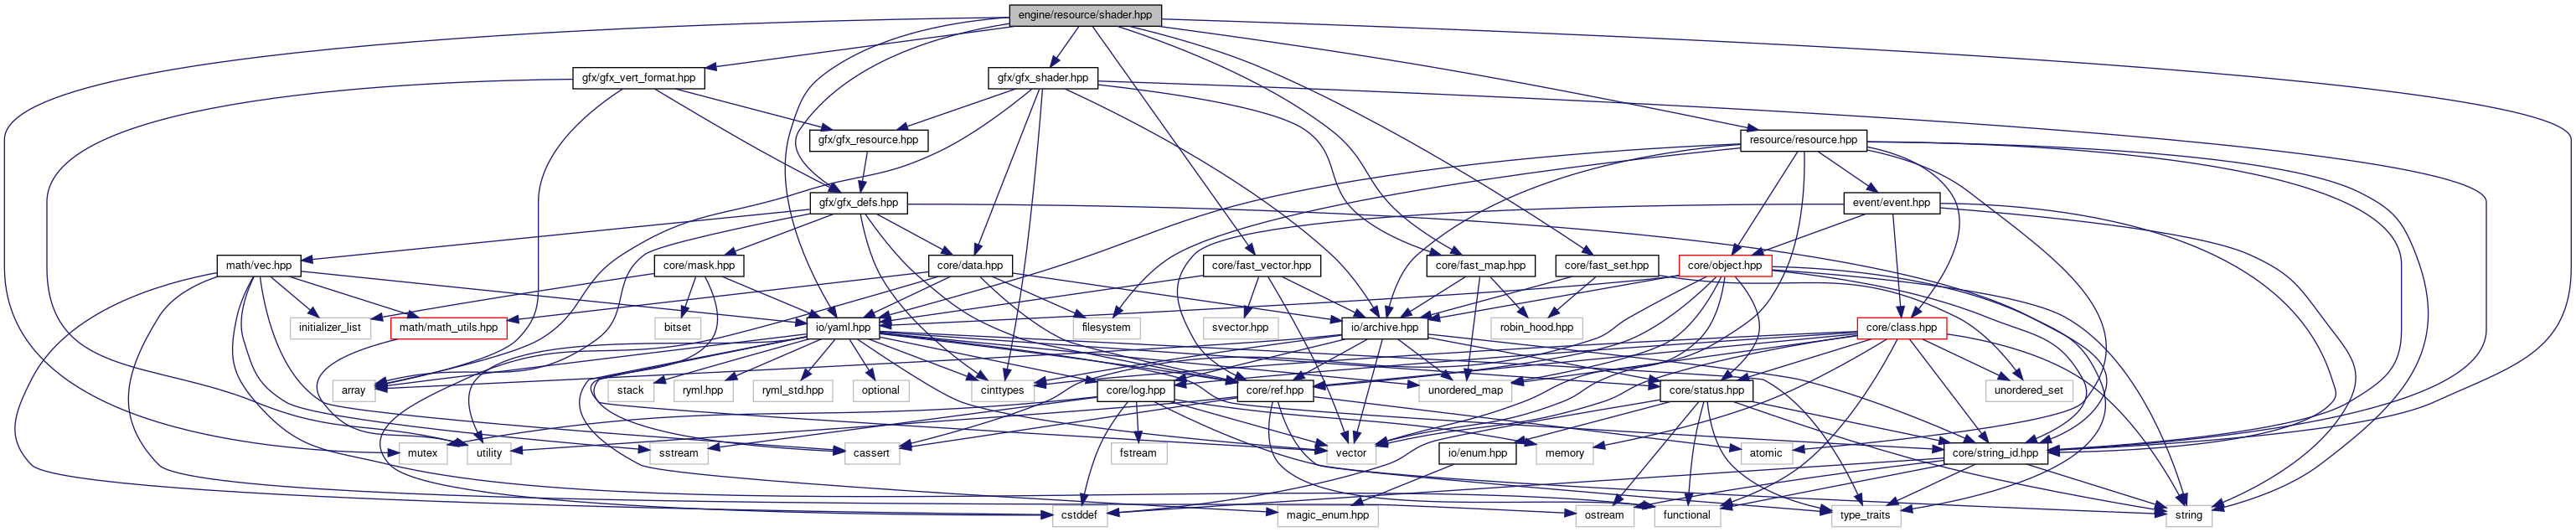 engine/resource/shader.hpp
gfx/gfx_vert_format.hpp
gfx/gfx_shader.hpp
gfx/gfx_resource.hpp
resource/resource.hpp
gfx/gfx_defs.hpp
event/event.hpp
math/vec.hpp
core/mask.hpp
core/data.hpp
core/fast_vector.hpp
core/fast_map.hpp
core/fast_set.hpp
core/object.hpp
initializer_list
math/math_utils.hpp
bitset
io/yaml.hpp
filesystem
svector.hpp
io/archive.hpp
robin_hood.hpp
core/class.hpp
array
stack
ryml.hpp
ryml_std.hpp
optional
cinttypes
core/log.hpp
core/ref.hpp
unordered_map
core/status.hpp
unordered_set
mutex
utility
sstream
cassert
fstream
vector
io/enum.hpp
memory
atomic
core/string_id.hpp
cstddef
magic_enum.hpp
ostream
functional
type_traits
string